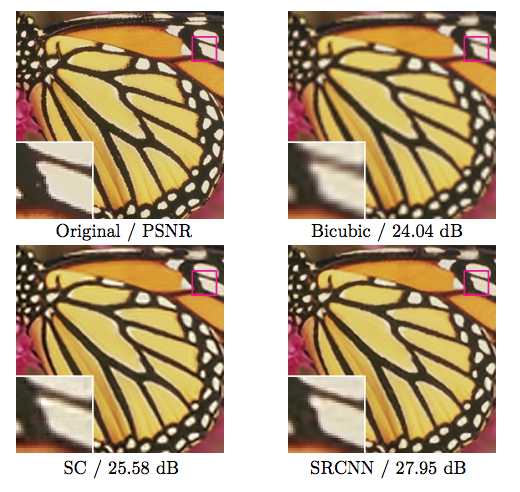 Original / PSNR
Bicubic / 24.04 dB
SC / 25.58 dB
SRCNN / 27.95 dB